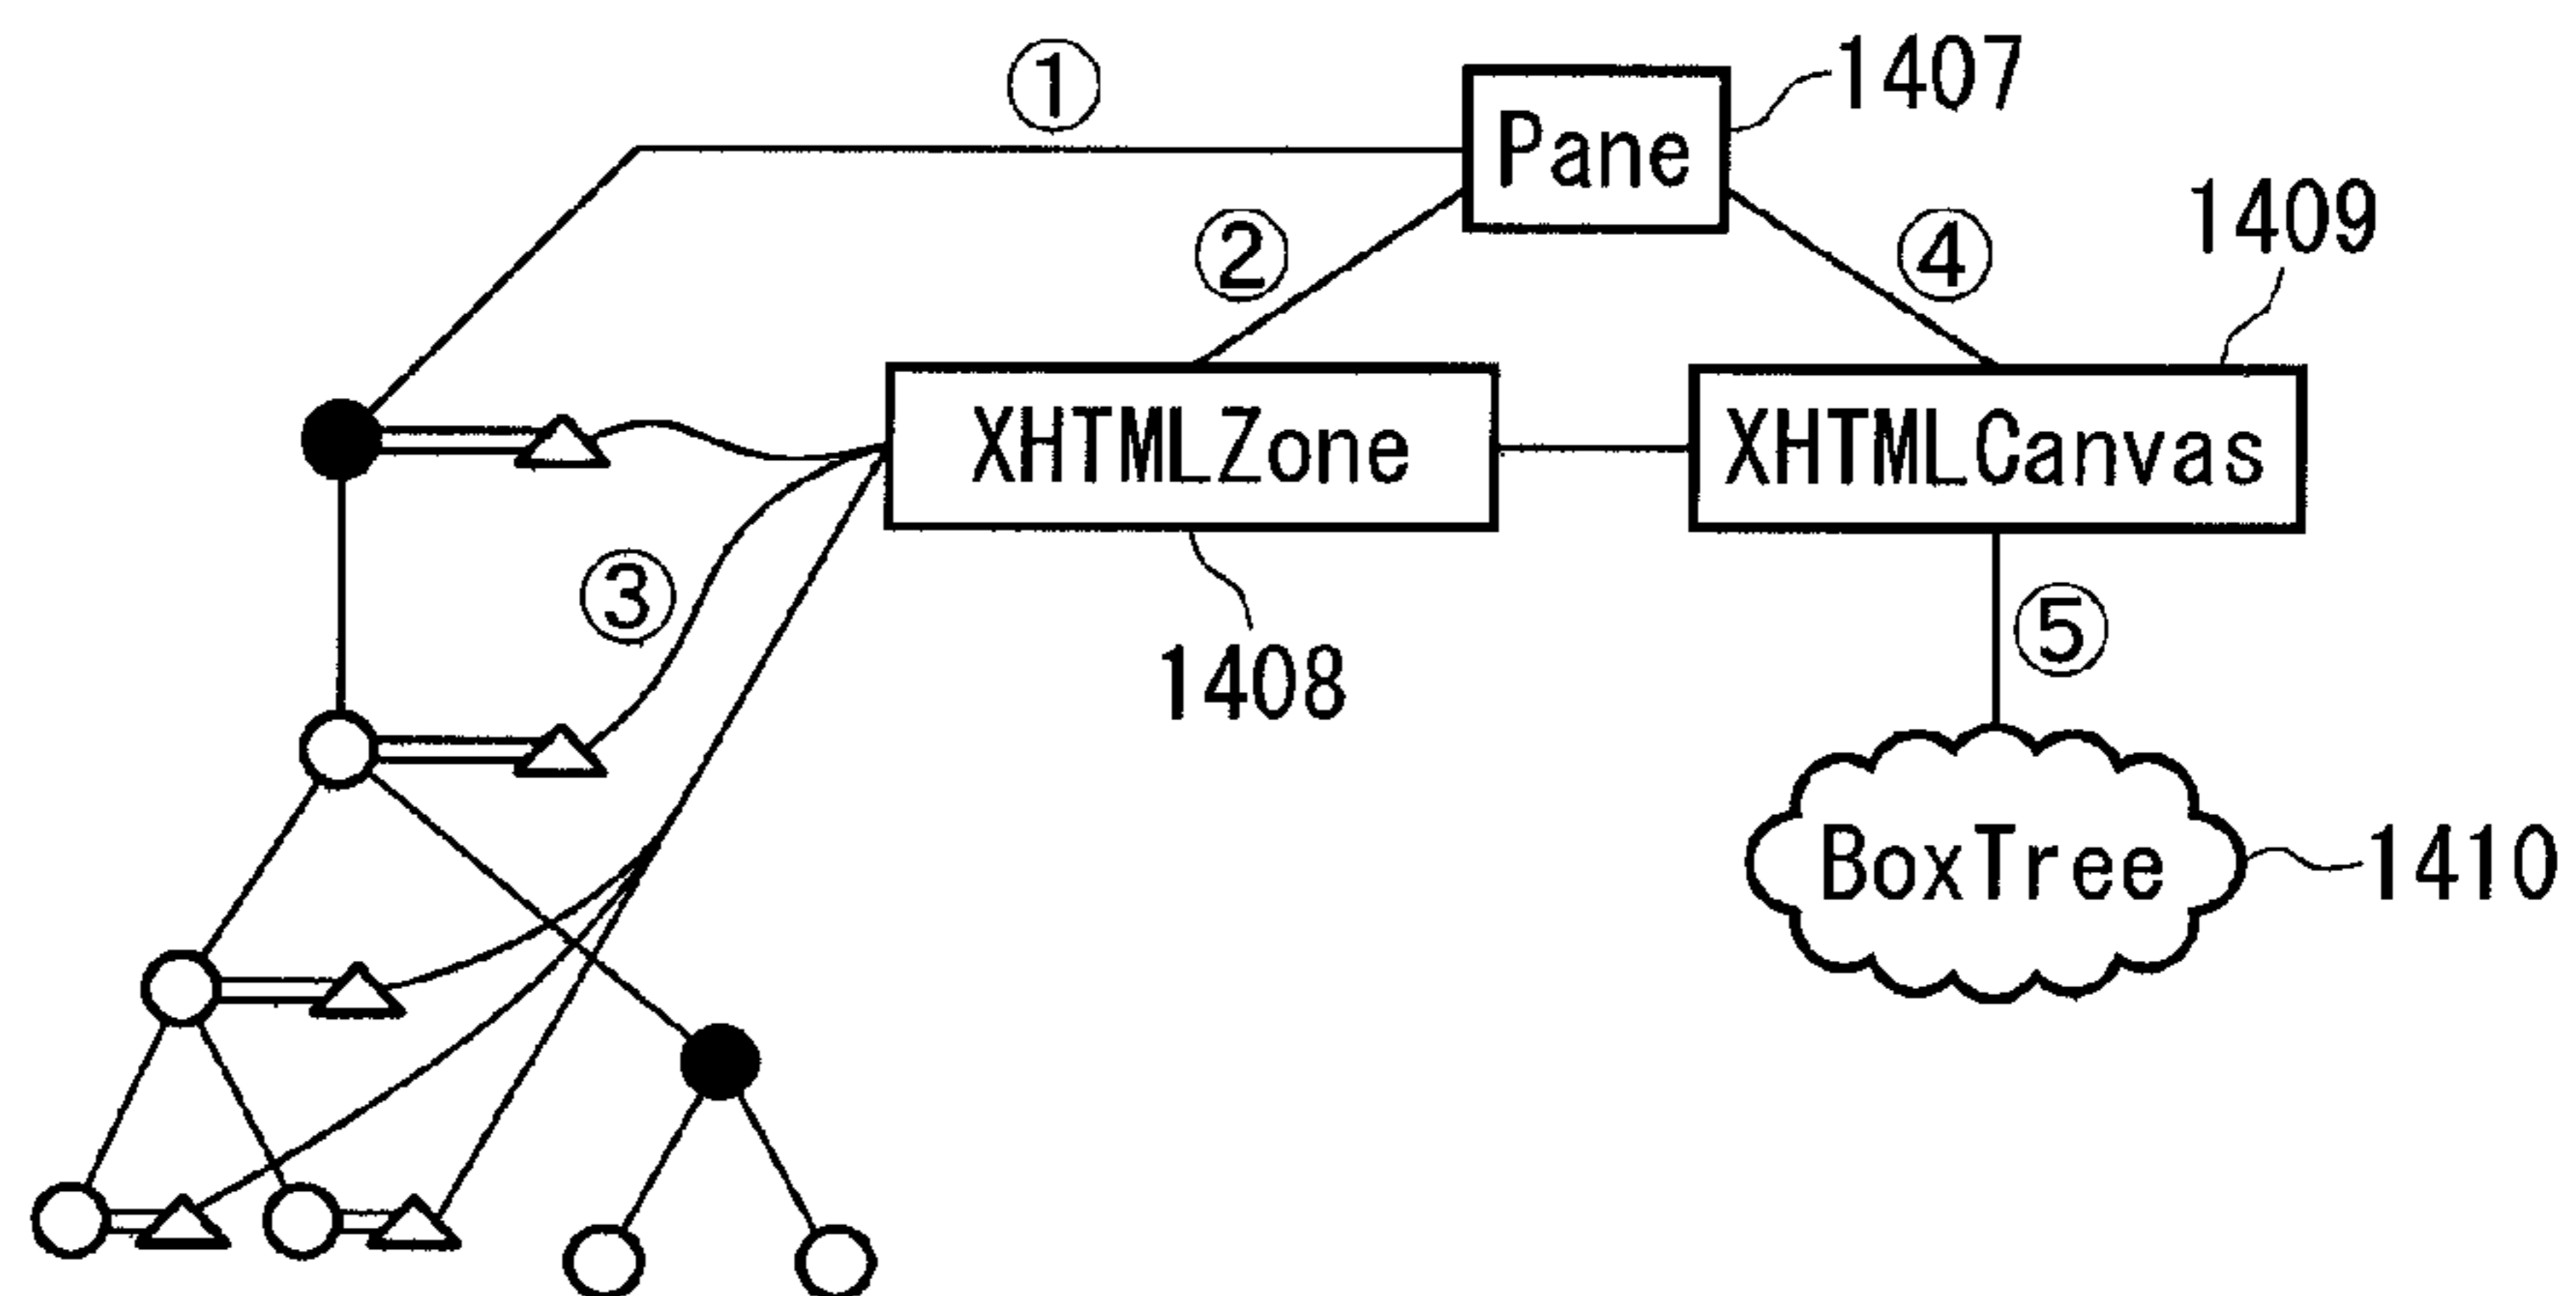 ①
1407
Pane
②
④
1409
XHTMLZone
XHTMLCanvas
③
⑤
1408
BoxTree
1410